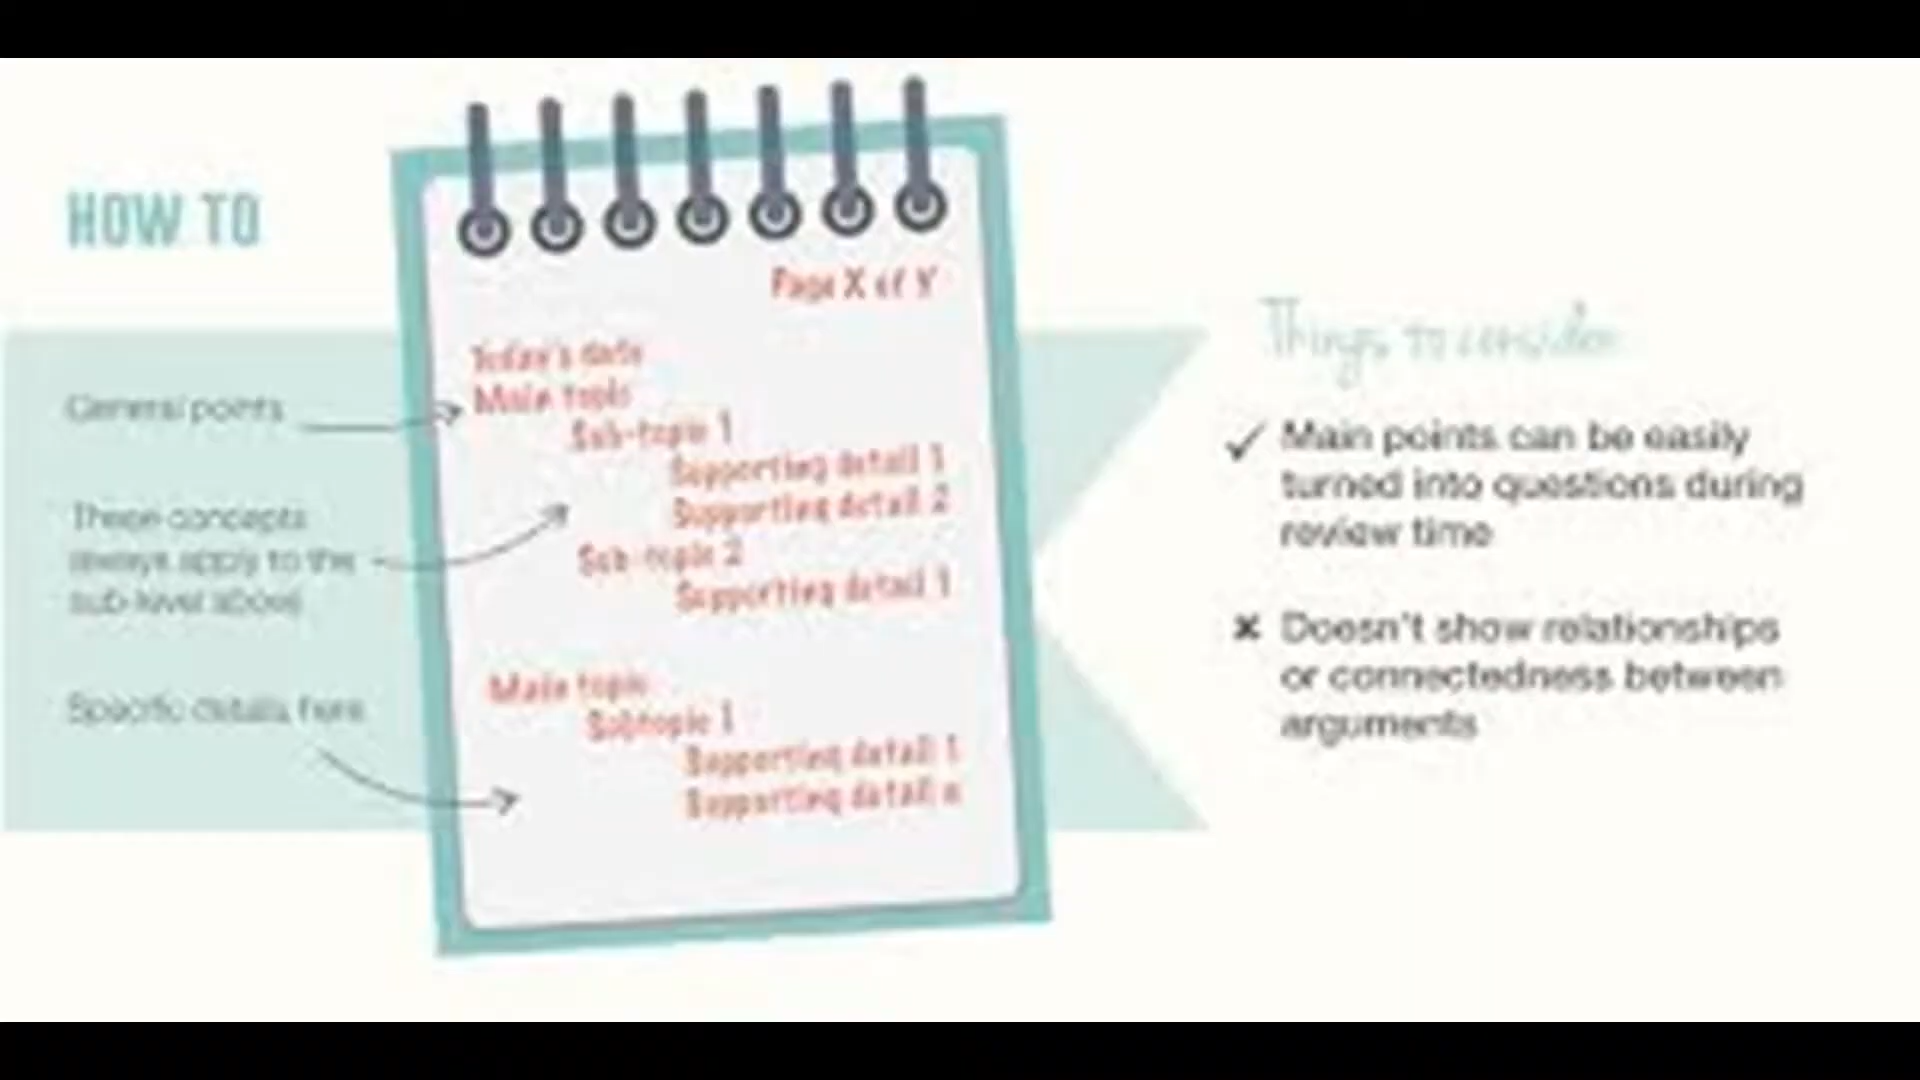 HOW TO
General points
These concepts
always apply to the
sub-level above
Specific details here
Page X of Y
Today's date
Main topic
Sub-topic 1
Supporting detail 1
Supporting detail 2
Sub-topic 2
Supporting detail 1
Main topic
Subtopic 1
Supporting detail 1
Supporting detail
Things to consider
Main points can be easily
turned into questions during
review time
Doesn't show relationships
or connectedness between
arguments